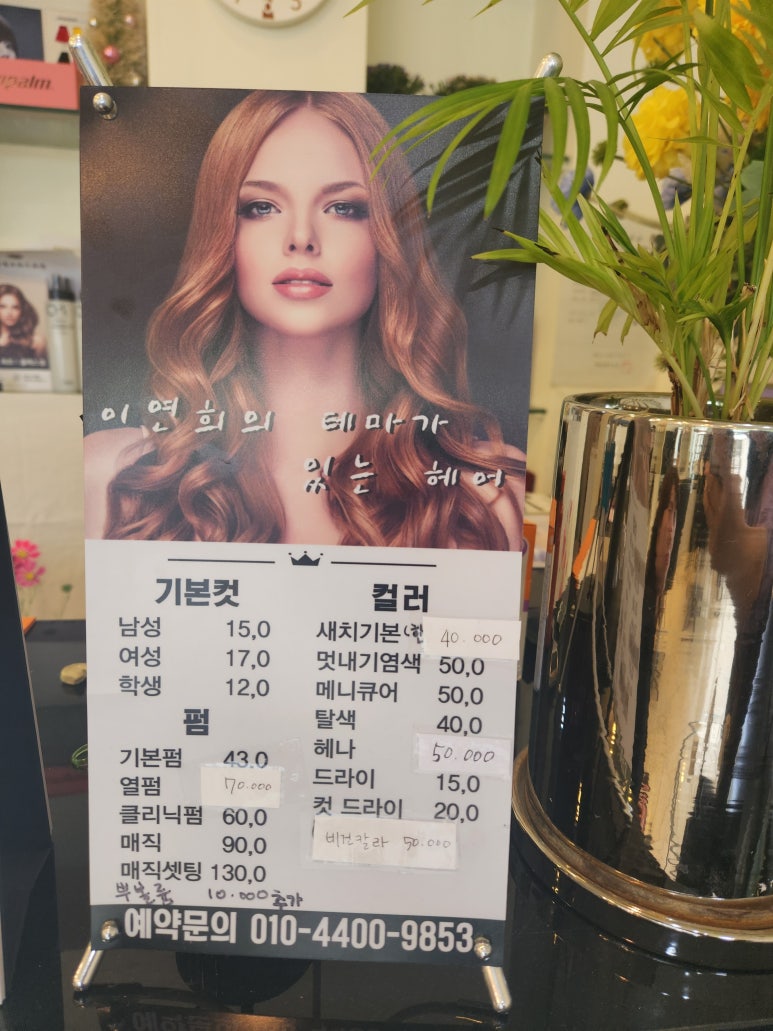 이연희의 테마가
있는 헤어
기본컷
남성 15,0
여성 17,0
학생 12,0
펌
기본펌 43,0
열펌 70.000
클리닉펌 60,0
매직 90,0
매직셋팅 130,0
뿌볼륨 10.000 추가
컬러
새치기본 40.000
멋내기염색 50,0
메니큐어 50,0
탈색 40,0
헤나 50.000
드라이 15,0
컷 드라이 20,0
비건칼라 50.000
예약문의 010-4400-9853